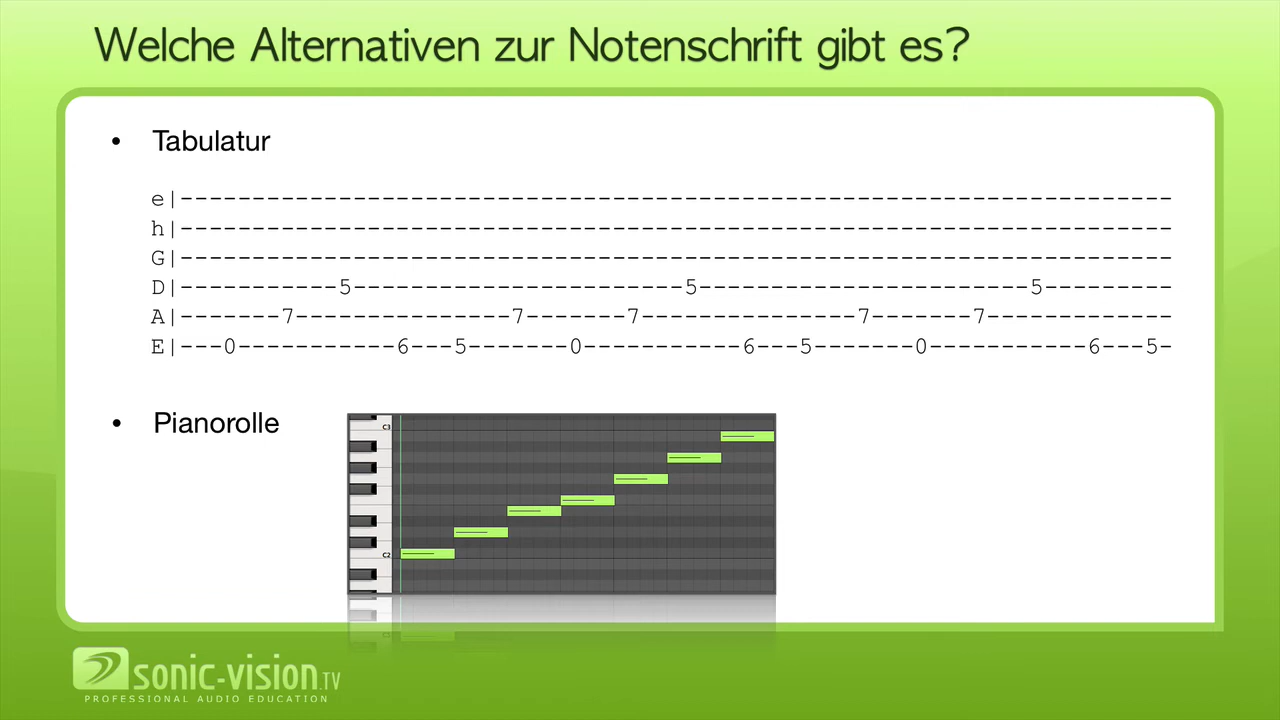 Welche Alternativen zur Notenschrift gibt es?
• Tabulatur
e|---------------------------------------------------------------------
h|---------------------------------------------------------------------
G|---------------------------------------------------------------------
D|-----------5-----------------------5-----------------------5---------
A|-------7---------------7-------7---------------7-------7-------------
E|---0-----------6---5-------0-----------6---5-------0-----------6---5-
• Pianorolle
C3
C2
sonic-vision.TV
PROFESSIONAL AUDIO EDUCATION